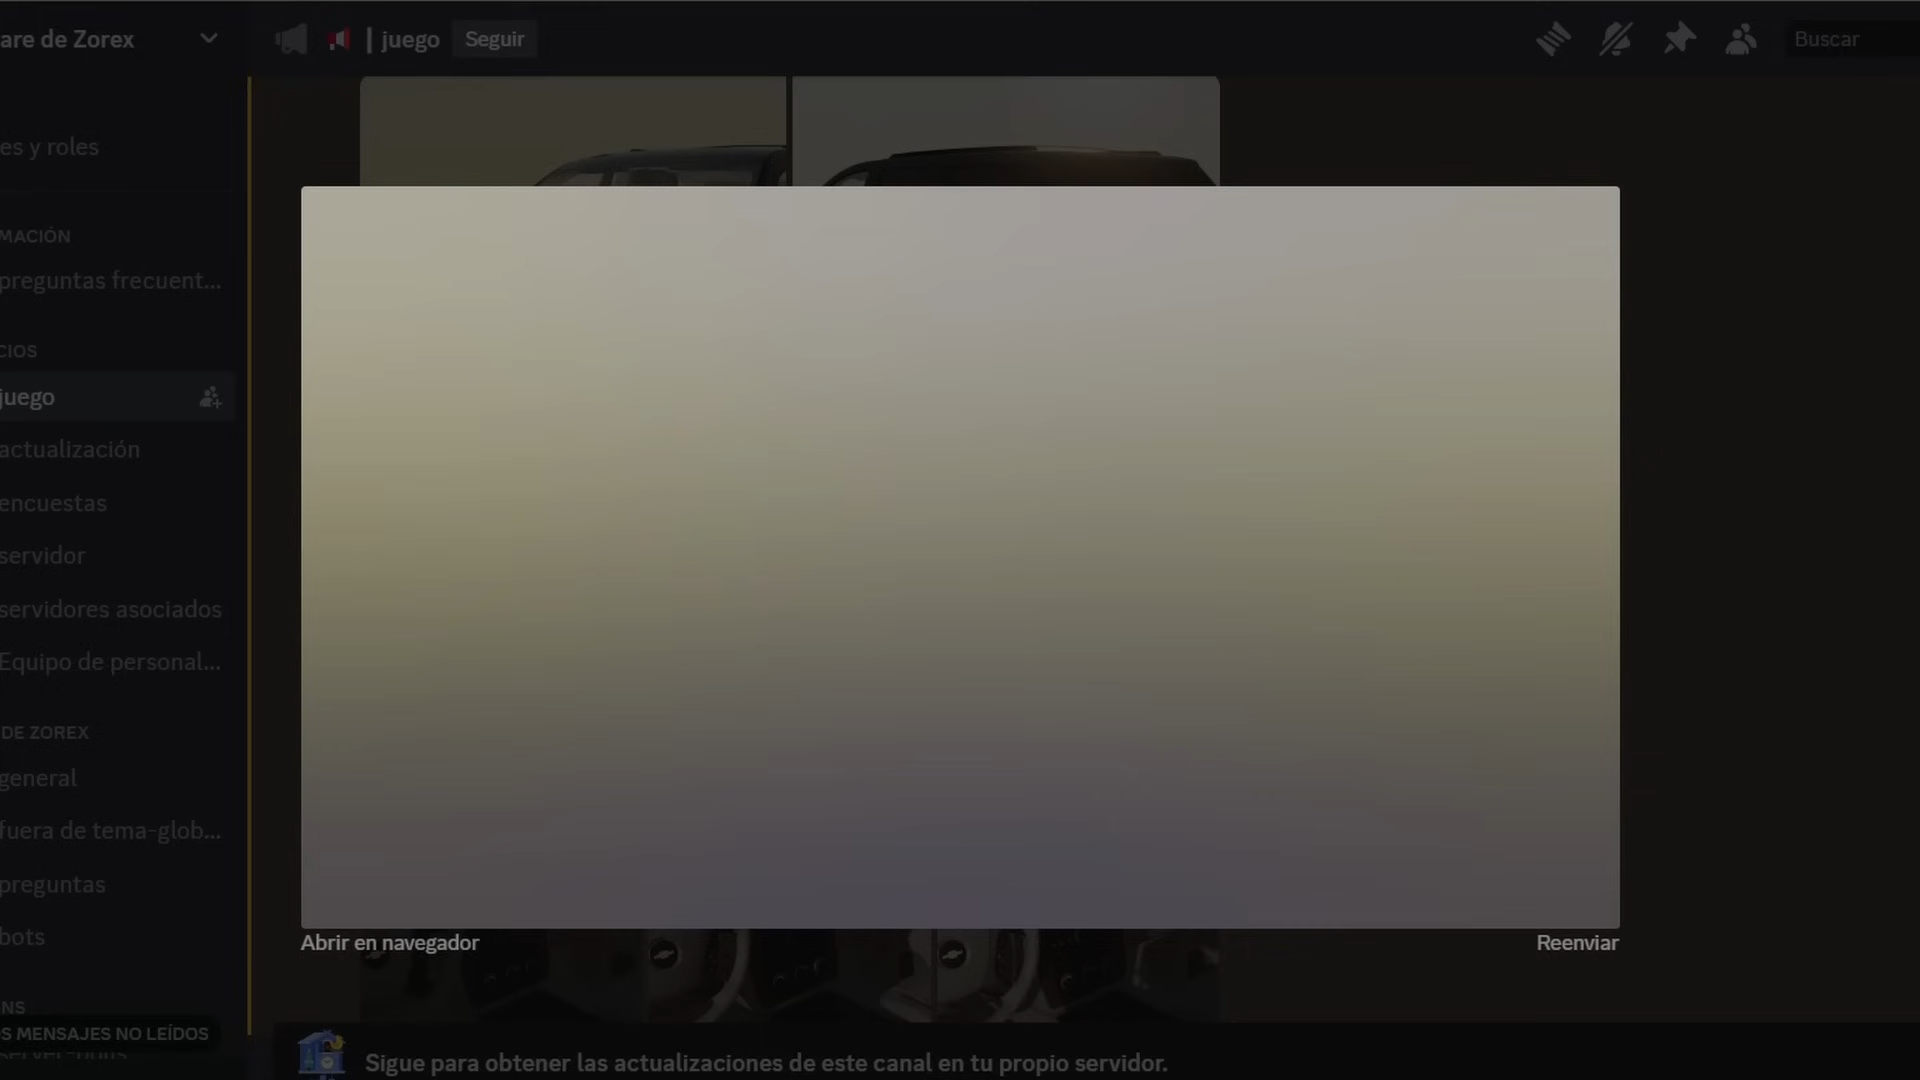 are de Zorex
| juego
Seguir
Buscar
es y roles
MACIÓN
preguntas frecuent...
CIOS
juego
actualización
encuestas
servidor
servidores asociados
Equipo de personal...
DE ZOREX
general
fuera de tema-glob...
preguntas
bots
NS
S MENSAJES NO LEÍDOS
Abrir en navegador
Reenviar
Sigue para obtener las actualizaciones de este canal en tu propio servidor.